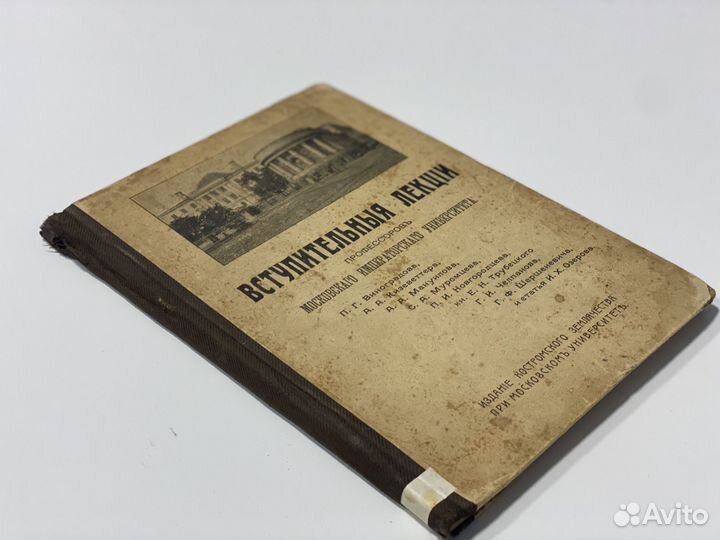 ВСТУПИТЕЛЬНЫЯ ЛЕКЦІИ
ПРОФЕССОРОВЪ
МОСКОВСКАГО ИМПЕРАТОРСКАГО УНИВЕРСИТЕТА
П. Г. Виноградова,
А. А. Кизеветтера,
А. А. Мануилова,
С. А. Муромцева,
П. И. Новгородцева,
кн. Е. Н. Трубецкого
Г. И. Челпанова,
Г. Ф. Шершеневича,
и статья И. Х. Озерова.
ИЗДАНІЕ КОСТРОМСКОГО ЗЕМЛЯЧЕСТВА
ПРИ МОСКОВСКОМЪ УНИВЕРСИТЕТѢ.
Avito